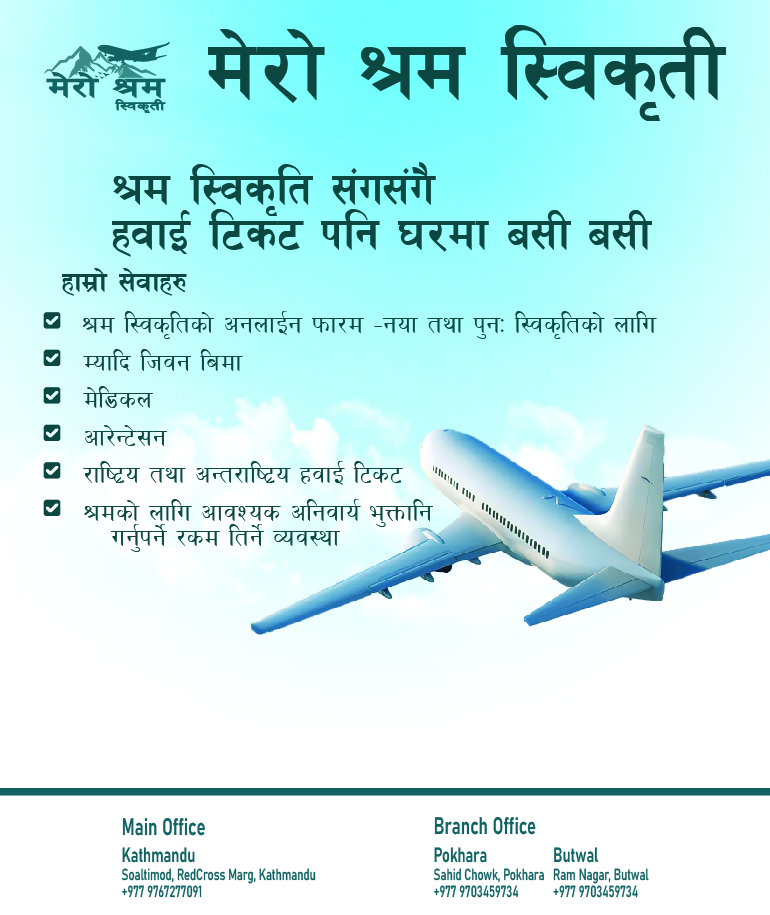 मेरो श्रम
स्विकृती
मेरो श्रम स्विकृती
श्रम स्विकृति संगसंगै
हवाई टिकट पनि घरमा बसी बसी
हाम्रो सेवाहरु
श्रम स्विकृतिको अनलाईन फारम -नया तथा पुनः स्विकृतिको लागि
म्यादि जिवन बिमा
मेडिकल
आरेन्टेसन
राष्टिय तथा अन्तराष्टिय हवाई टिकट
श्रमको लागि आवश्यक अनिवार्य भुक्तानि
गर्नुपर्ने रकम तिर्ने व्यवस्था
Main Office
Kathmandu
Soaltimod, RedCross Marg, Kathmandu
+977 9767277091
Branch Office
Pokhara
Sahid Chowk, Pokhara
+977 9703459734
Butwal
Ram Nagar, Butwal
+977 9703459734